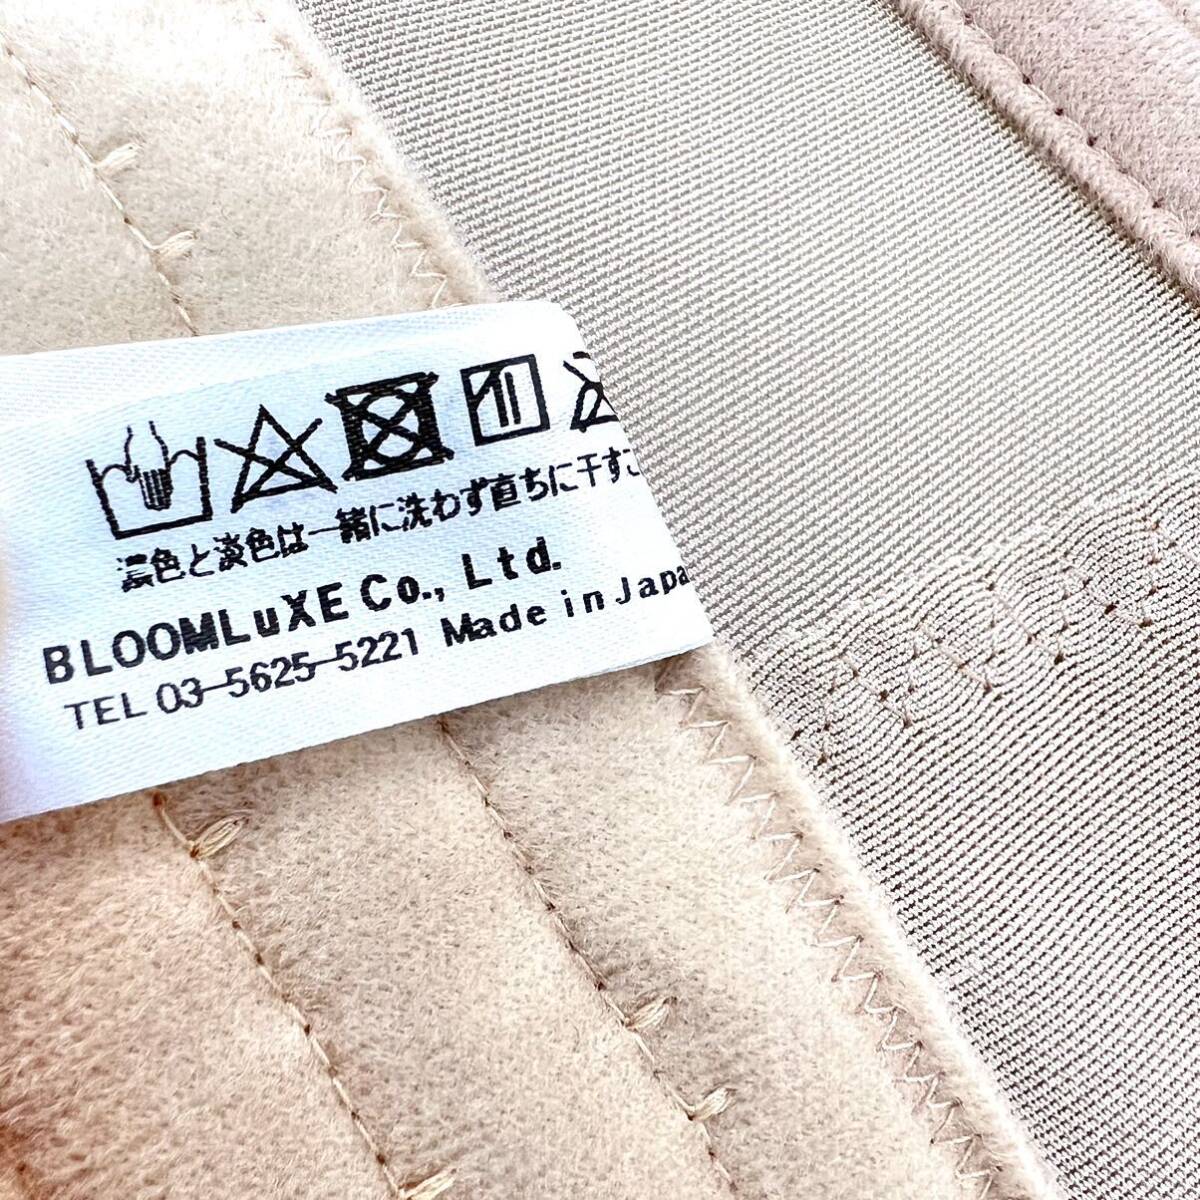 濃色と淡色は一緒に洗わず直ちに干すこ
BLOOMLuXE Co., Ltd.
TEL 03-5625-5221 Made in Japa